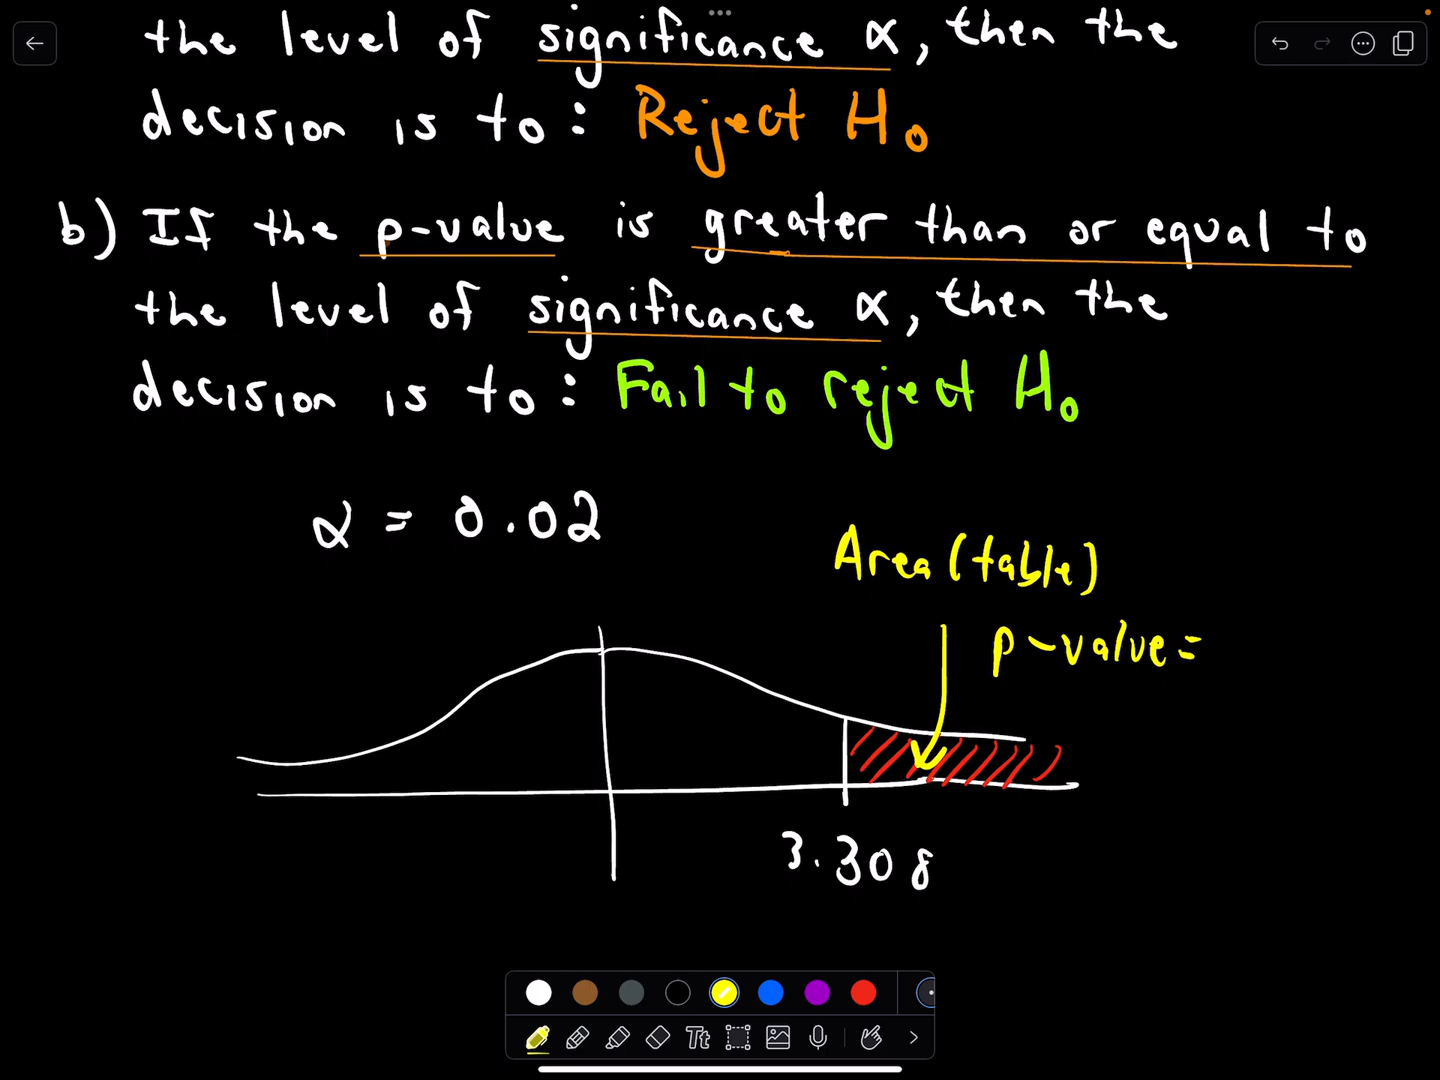 the level of significance α, then the
decision is to: Reject H₀
b) If the p-value is greater than or equal to
the level of significance α, then the
decision is to: Fail to reject H₀
α = 0.02
Area (table)
p-value =
3.308
Tt